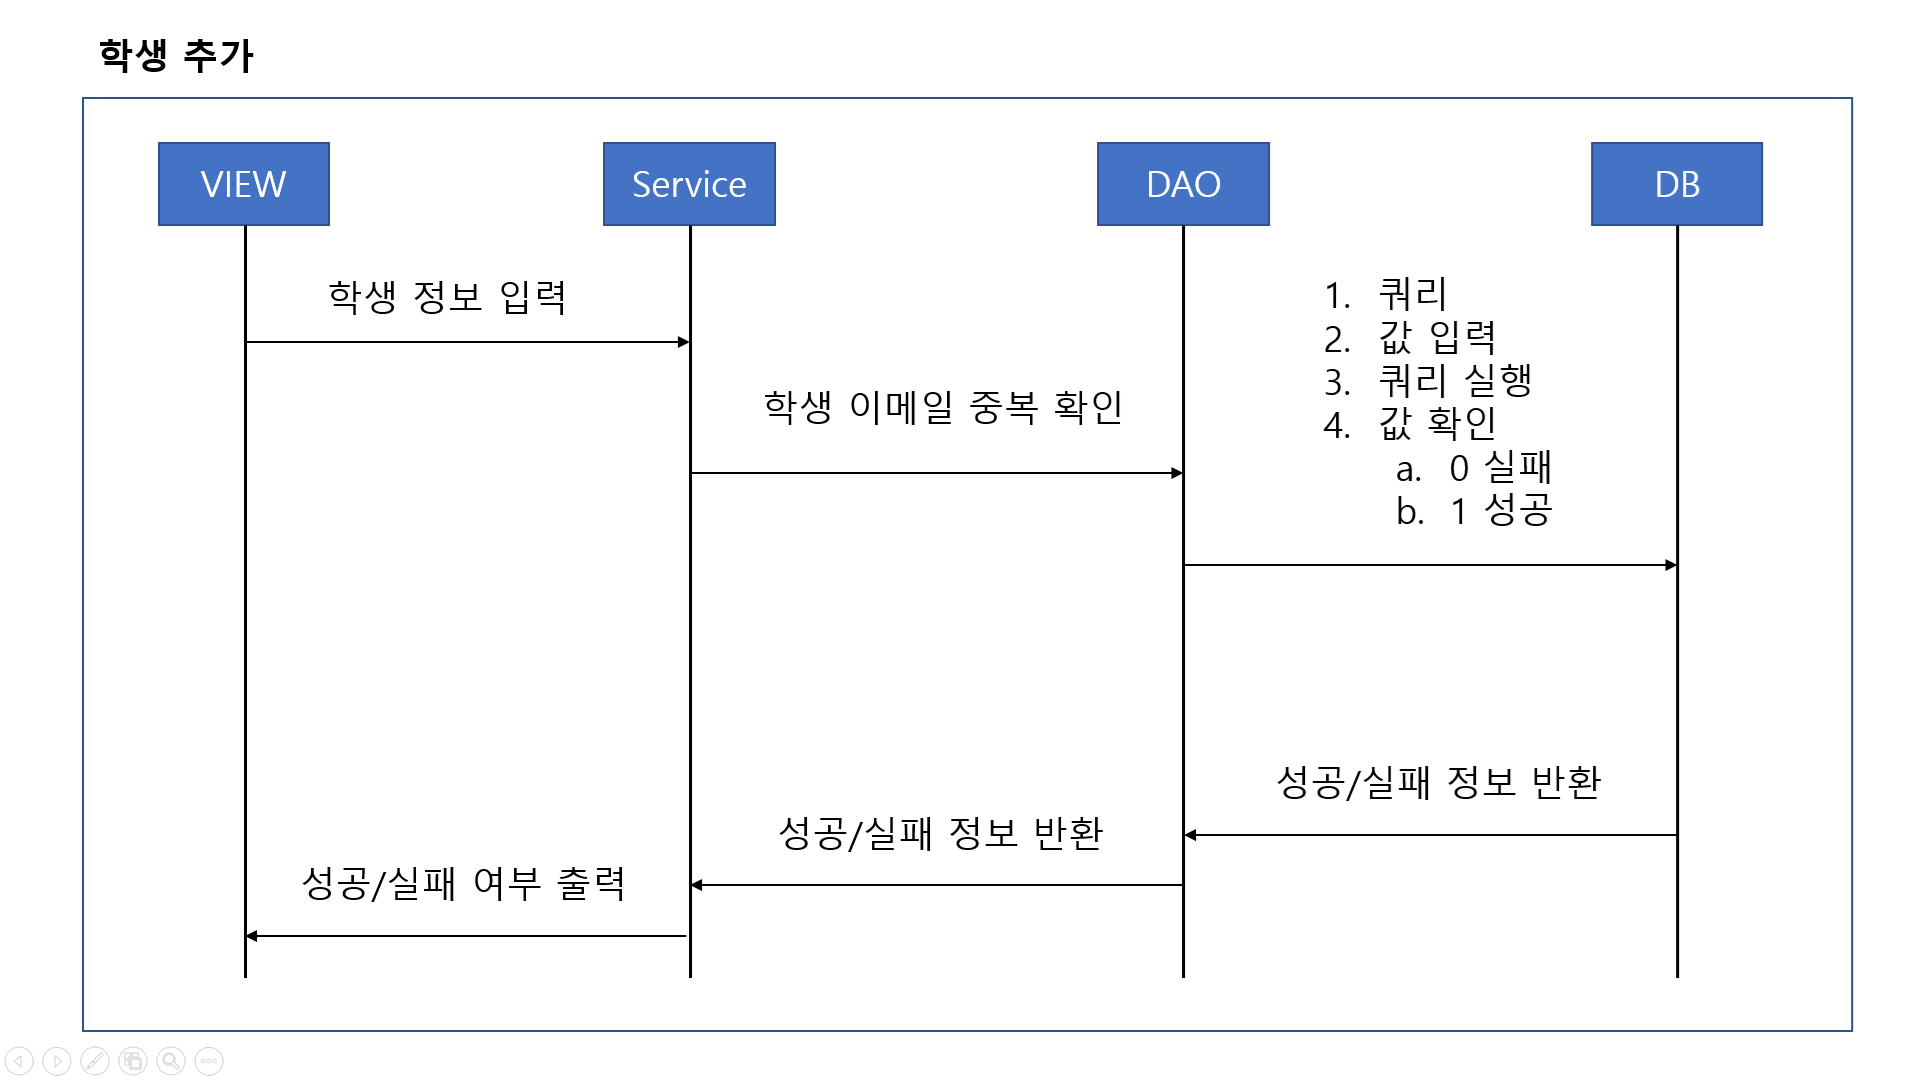 학생 추가
VIEW
Service
DAO
DB
학생 정보 입력
학생 이메일 중복 확인
1. 쿼리
2. 값 입력
3. 쿼리 실행
4. 값 확인
a. 0 실패
b. 1 성공
성공/실패 정보 반환
성공/실패 정보 반환
성공/실패 여부 출력